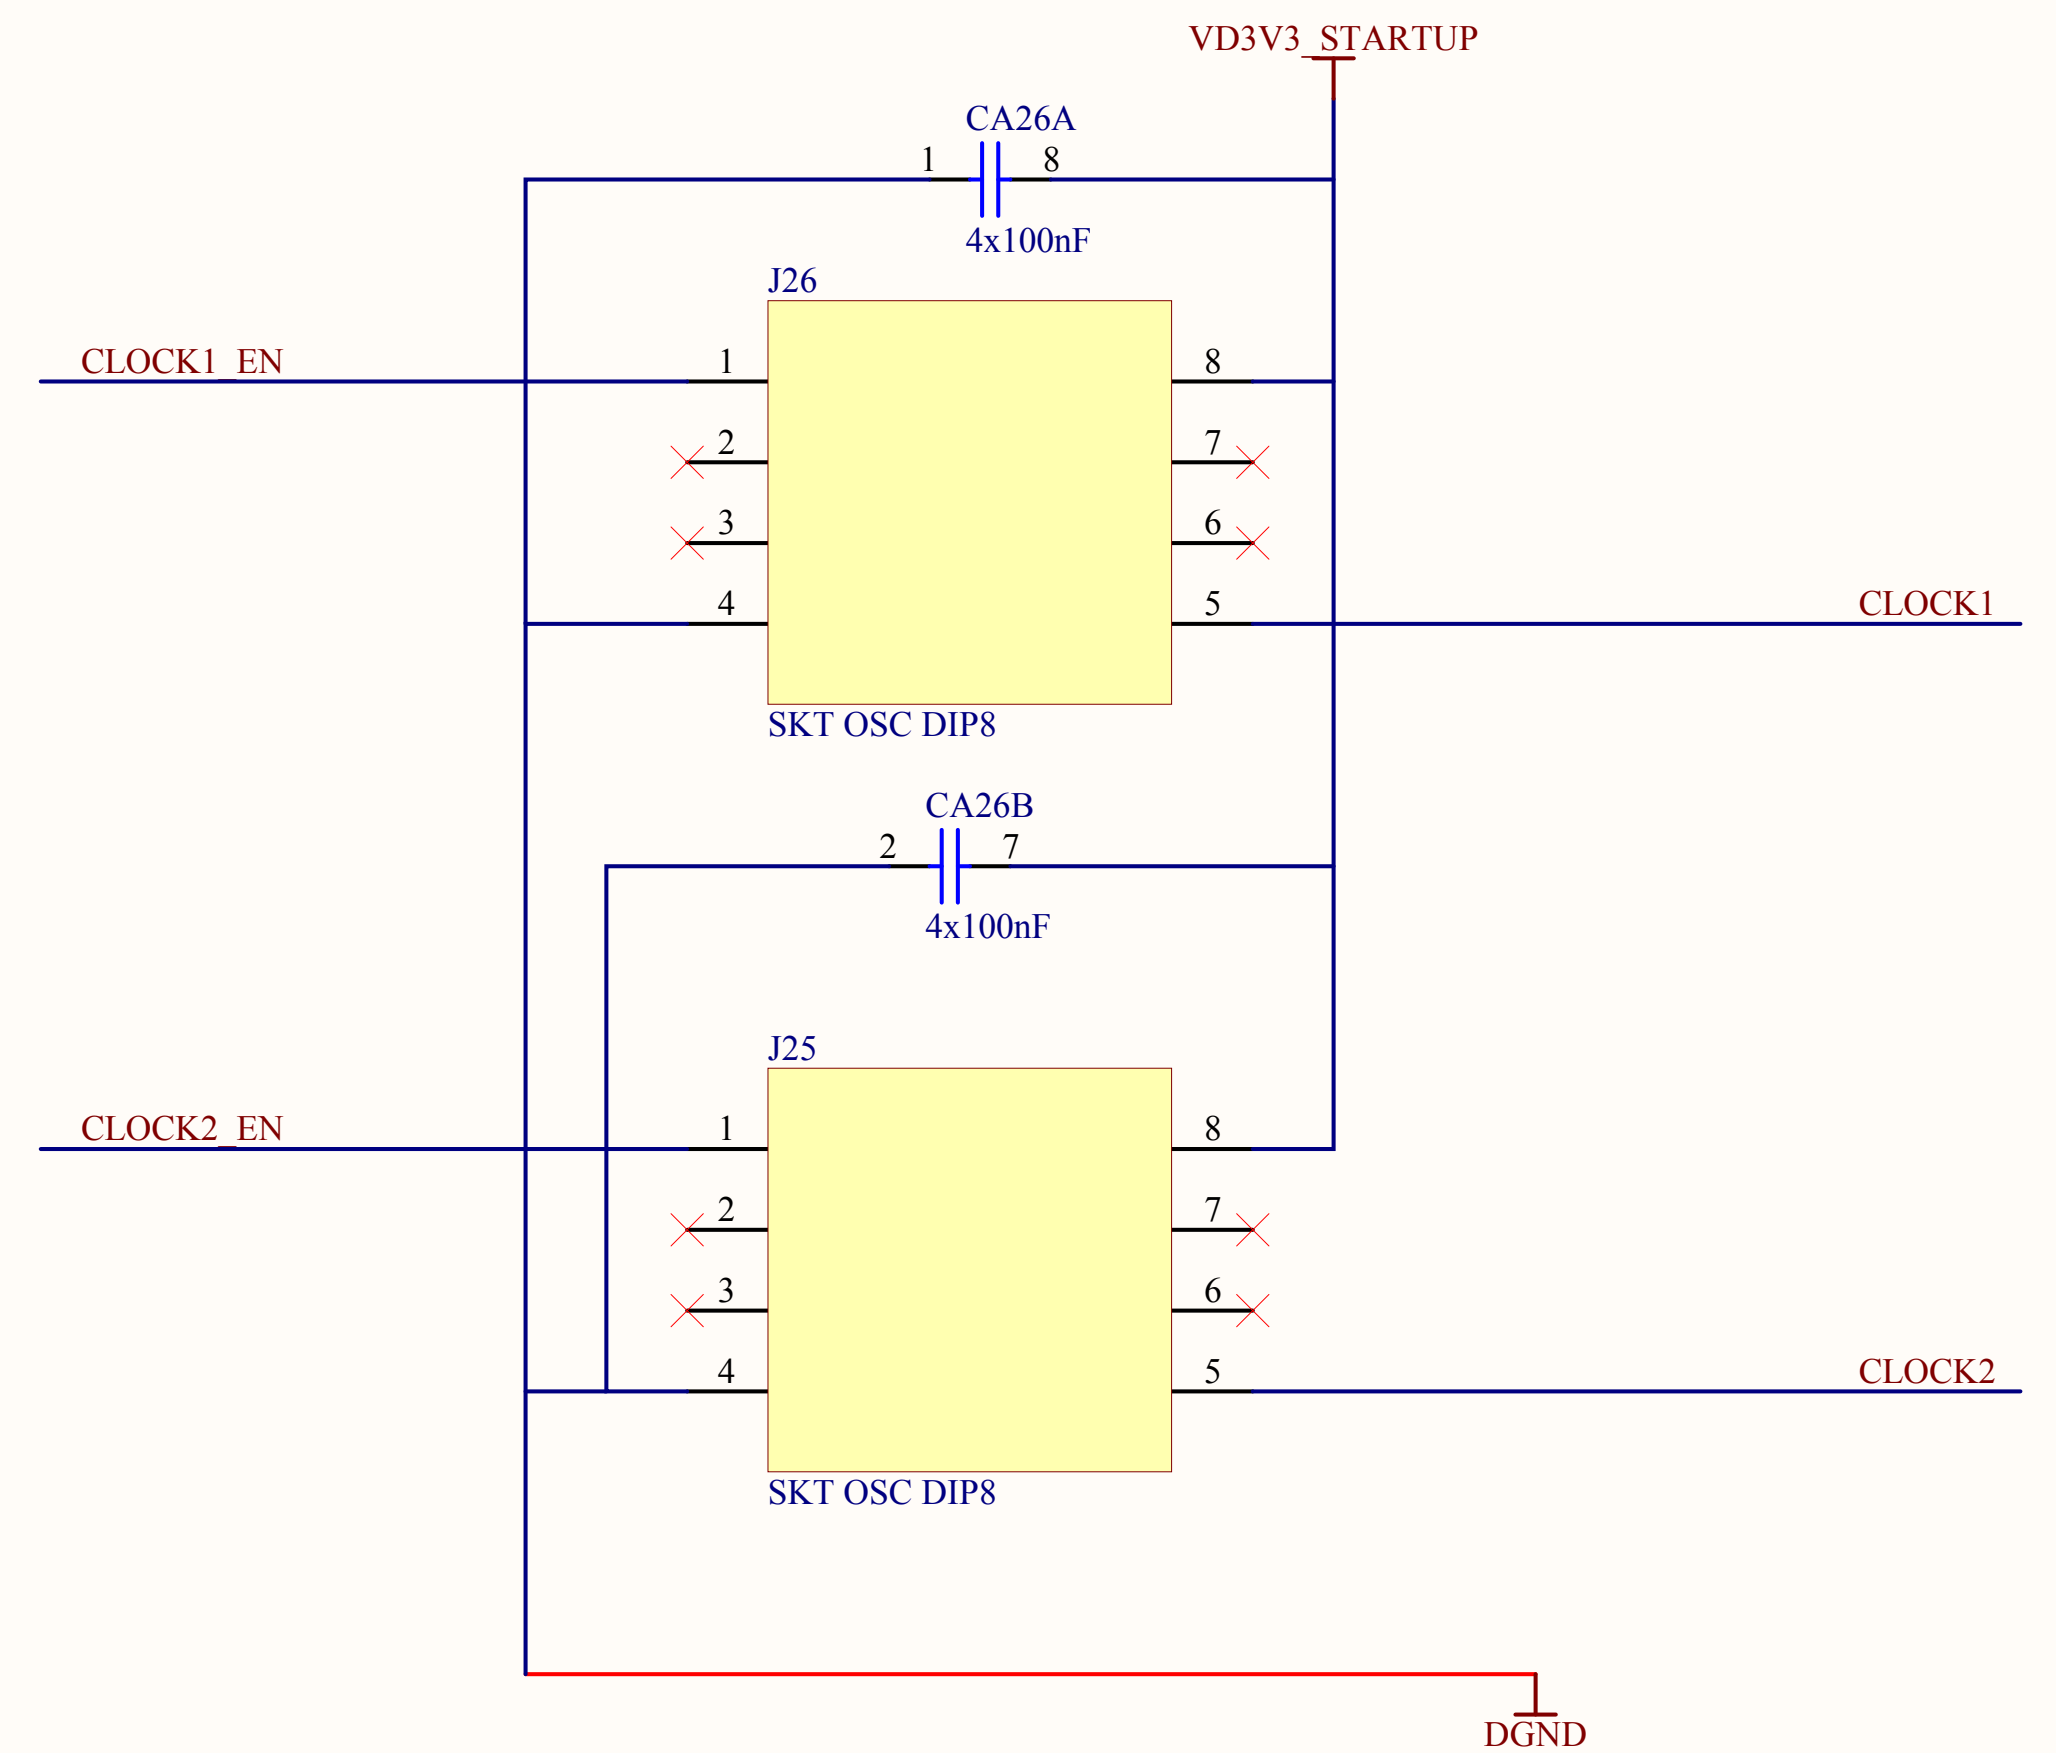 VD3V3_STARTUP
CA26A
1 8
4x100nF
J26
CLOCK1_EN 1 8
2 7
3 6
4 5 CLOCK1
SKT OSC DIP8
CA26B
2 7
4x100nF
J25
CLOCK2_EN 1 8
2 7
3 6
4 5 CLOCK2
SKT OSC DIP8
DGND